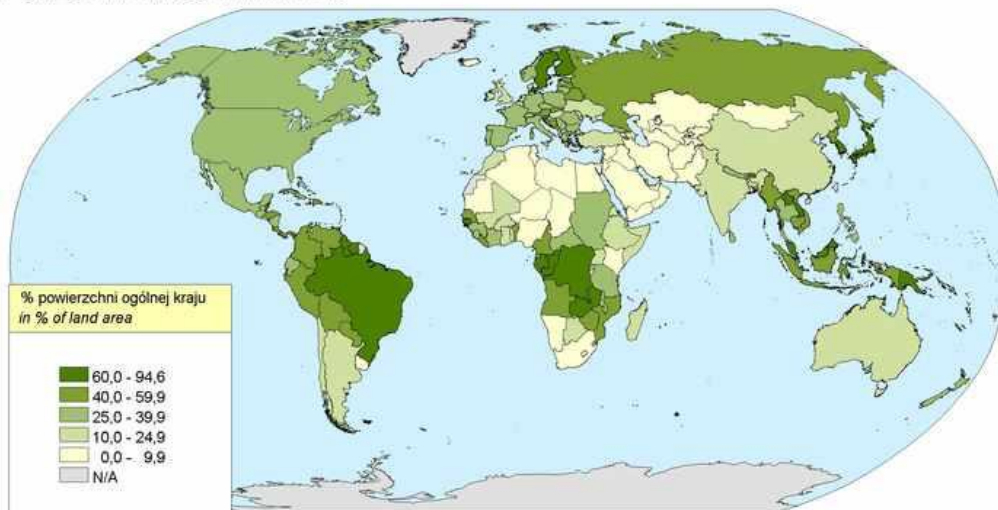 % powierzchni ogólnej kraju
in % of land area
60,0 - 94,6
40,0 - 59,9
25,0 - 39,9
10,0 - 24,9
0,0 - 9,9
N/A